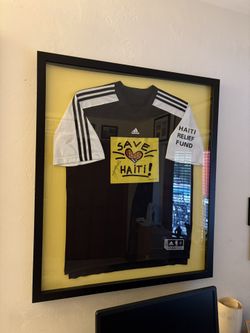 adidas
SAVE
HAITI!
HAITI
RELIEF
FUND